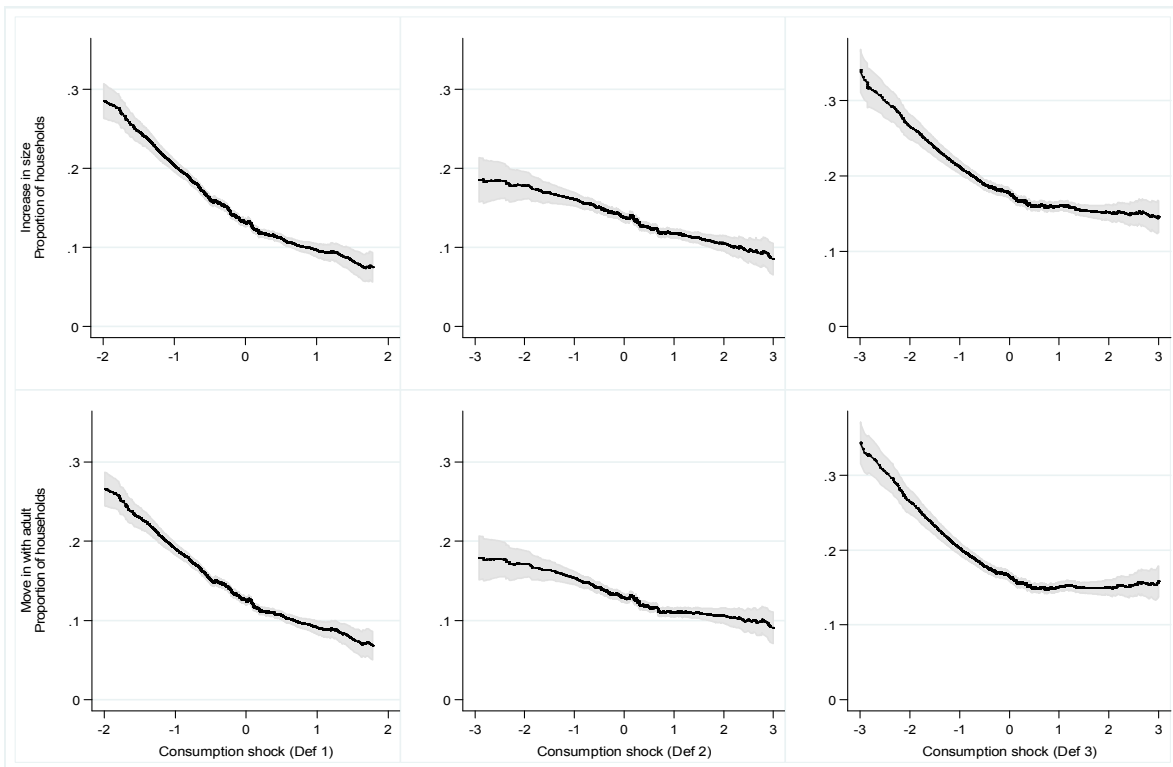 Increase in size
Proportion of households
.3
.2
.1
0
-2 -1 0 1 2
.3
.2
.1
0
-3 -2 -1 0 1 2 3
.3
.2
.1
0
-3 -2 -1 0 1 2 3
Move in with adult
Proportion of households
.3
.2
.1
0
-2 -1 0 1 2
Consumption shock (Def 1)
.3
.2
.1
0
-3 -2 -1 0 1 2 3
Consumption shock (Def 2)
.3
.2
.1
0
-3 -2 -1 0 1 2 3
Consumption shock (Def 3)